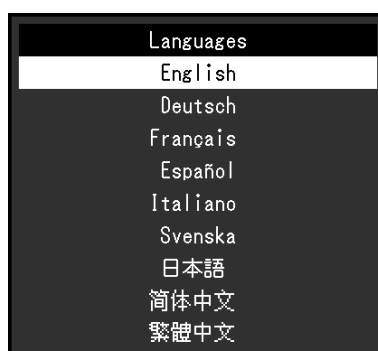 Languages
English
Deutsch
Français
Español
Italiano
Svenska
日本語
简体中文
繁體中文